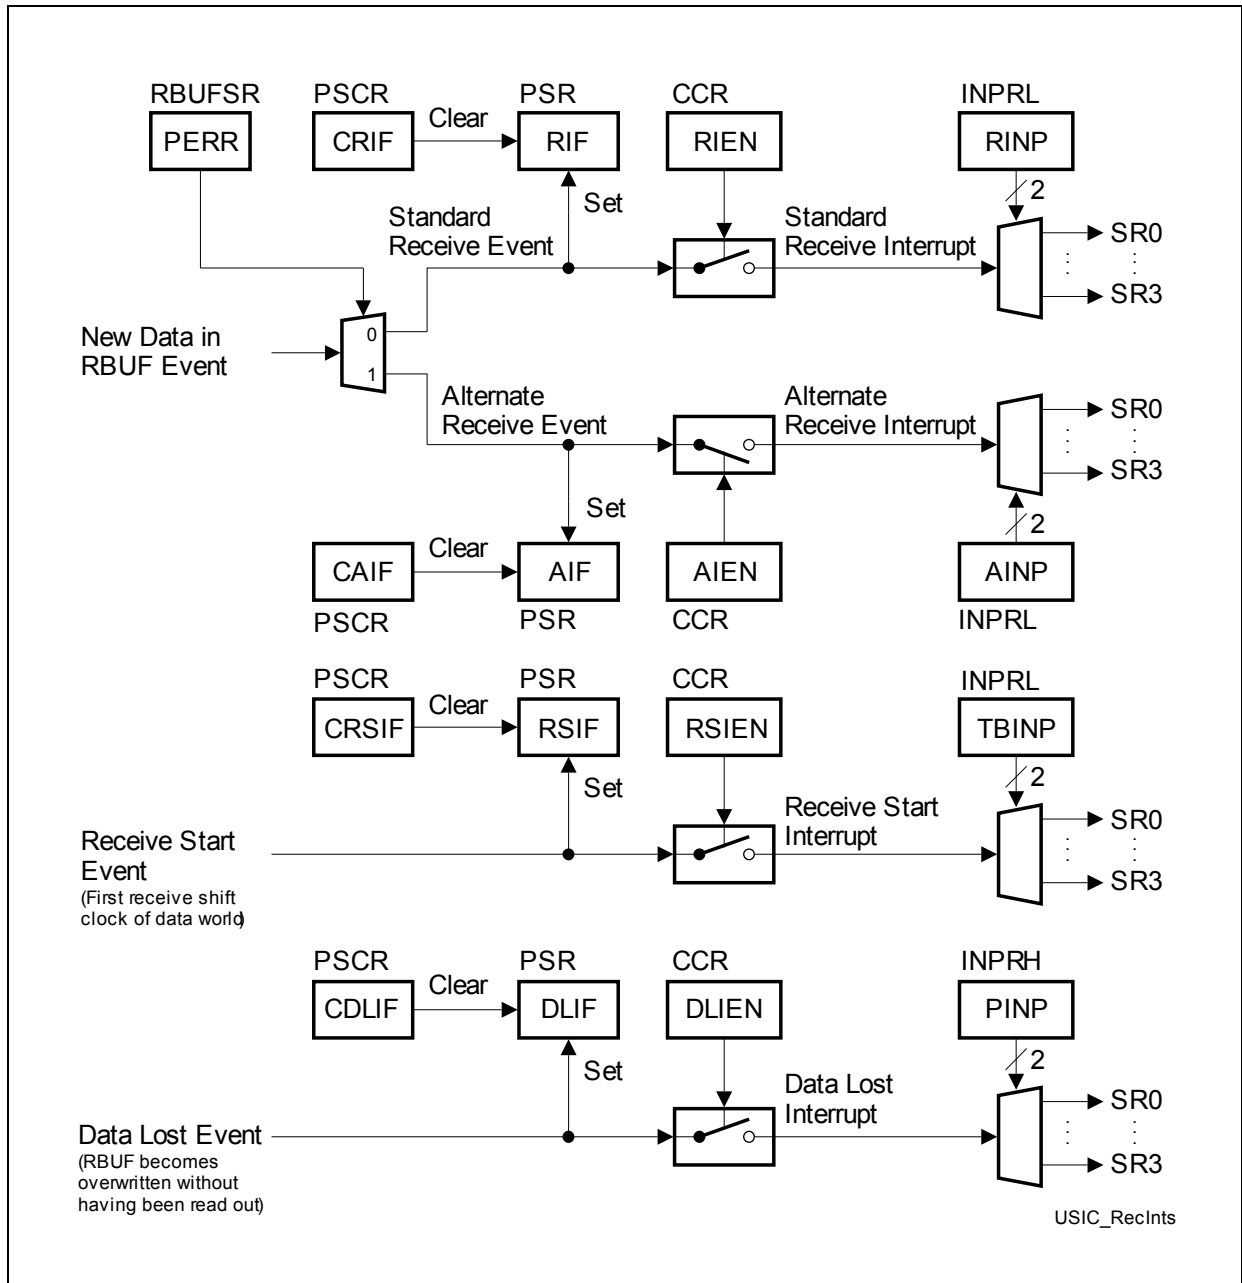 RBUFSR PSCR PSR CCR INPRL
PERR CRIF Clear RIF RIEN RINP
Set 2
Standard
Receive Event
Standard
Receive Interrupt
SR0
SR3
New Data in
RBUF Event
0
1
Alternate
Receive Event
Alternate
Receive Interrupt
SR0
SR3
Set 2
CAIF Clear AIF AIEN AINP
PSCR PSR CCR INPRL
PSCR PSR CCR INPRL
CRSIF Clear RSIF RSIEN TBINP
Set 2
Receive Start
Interrupt
SR0
SR3
Receive Start
Event
(First receive shift
clock of data world)
PSCR PSR CCR INPRH
CDLIF Clear DLIF DLIEN PINP
Set 2
Data Lost
Interrupt
SR0
SR3
Data Lost Event
(RBUF becomes
overwritten without
having been read out)
USIC_RecInts